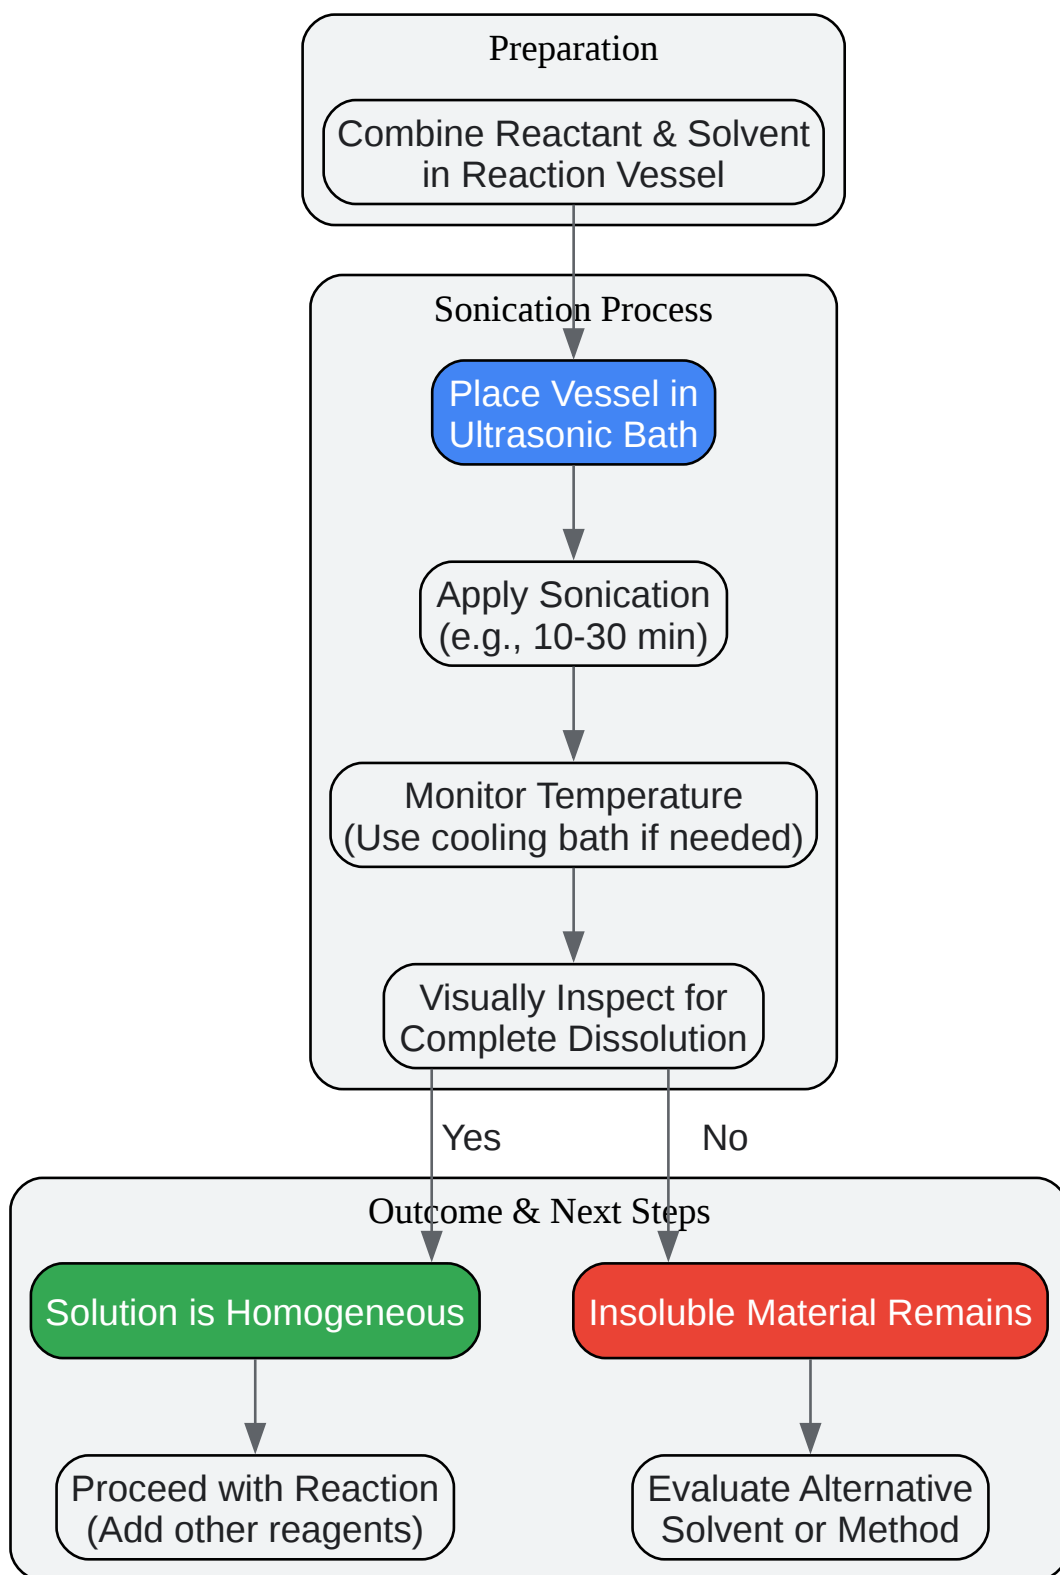 Preparation
Combine Reactant & Solvent
in Reaction Vessel
Sonication Process
Place Vessel in
Ultrasonic Bath
Apply Sonication
(e.g., 10-30 min)
Monitor Temperature
(Use cooling bath if needed)
Visually Inspect for
Complete Dissolution
Yes
No
Outcome & Next Steps
Solution is Homogeneous
Insoluble Material Remains
Proceed with Reaction
(Add other reagents)
Evaluate Alternative
Solvent or Method